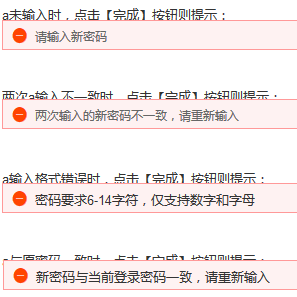 a未输入时，点击【完成】按钮则提示：
请输入新密码
两次a输入不一致时，点击【完成】按钮则提示：
两次输入的新密码不一致，请重新输入
a输入格式错误时，点击【完成】按钮则提示：
密码要求6-14字符，仅支持数字和字母
a与原密码一致时，点击【完成】按钮则提示：
新密码与当前登录密码一致，请重新输入